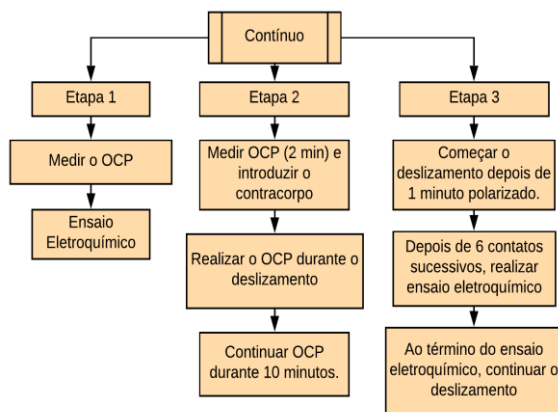 Contínuo
Etapa 1
Medir o OCP
Ensaio
Eletroquímico
Etapa 2
Medir OCP (2 min) e
introduzir o
contracorpo
Realizar o OCP durante o
deslizamento
Continuar OCP
durante 10 minutos.
Etapa 3
Começar o
deslizamento depois de
1 minuto polarizado.
Depois de 6 contatos
sucessivos, realizar
ensaio eletroquímico
Ao término do ensaio
eletroquímico, continuar o
deslizamento